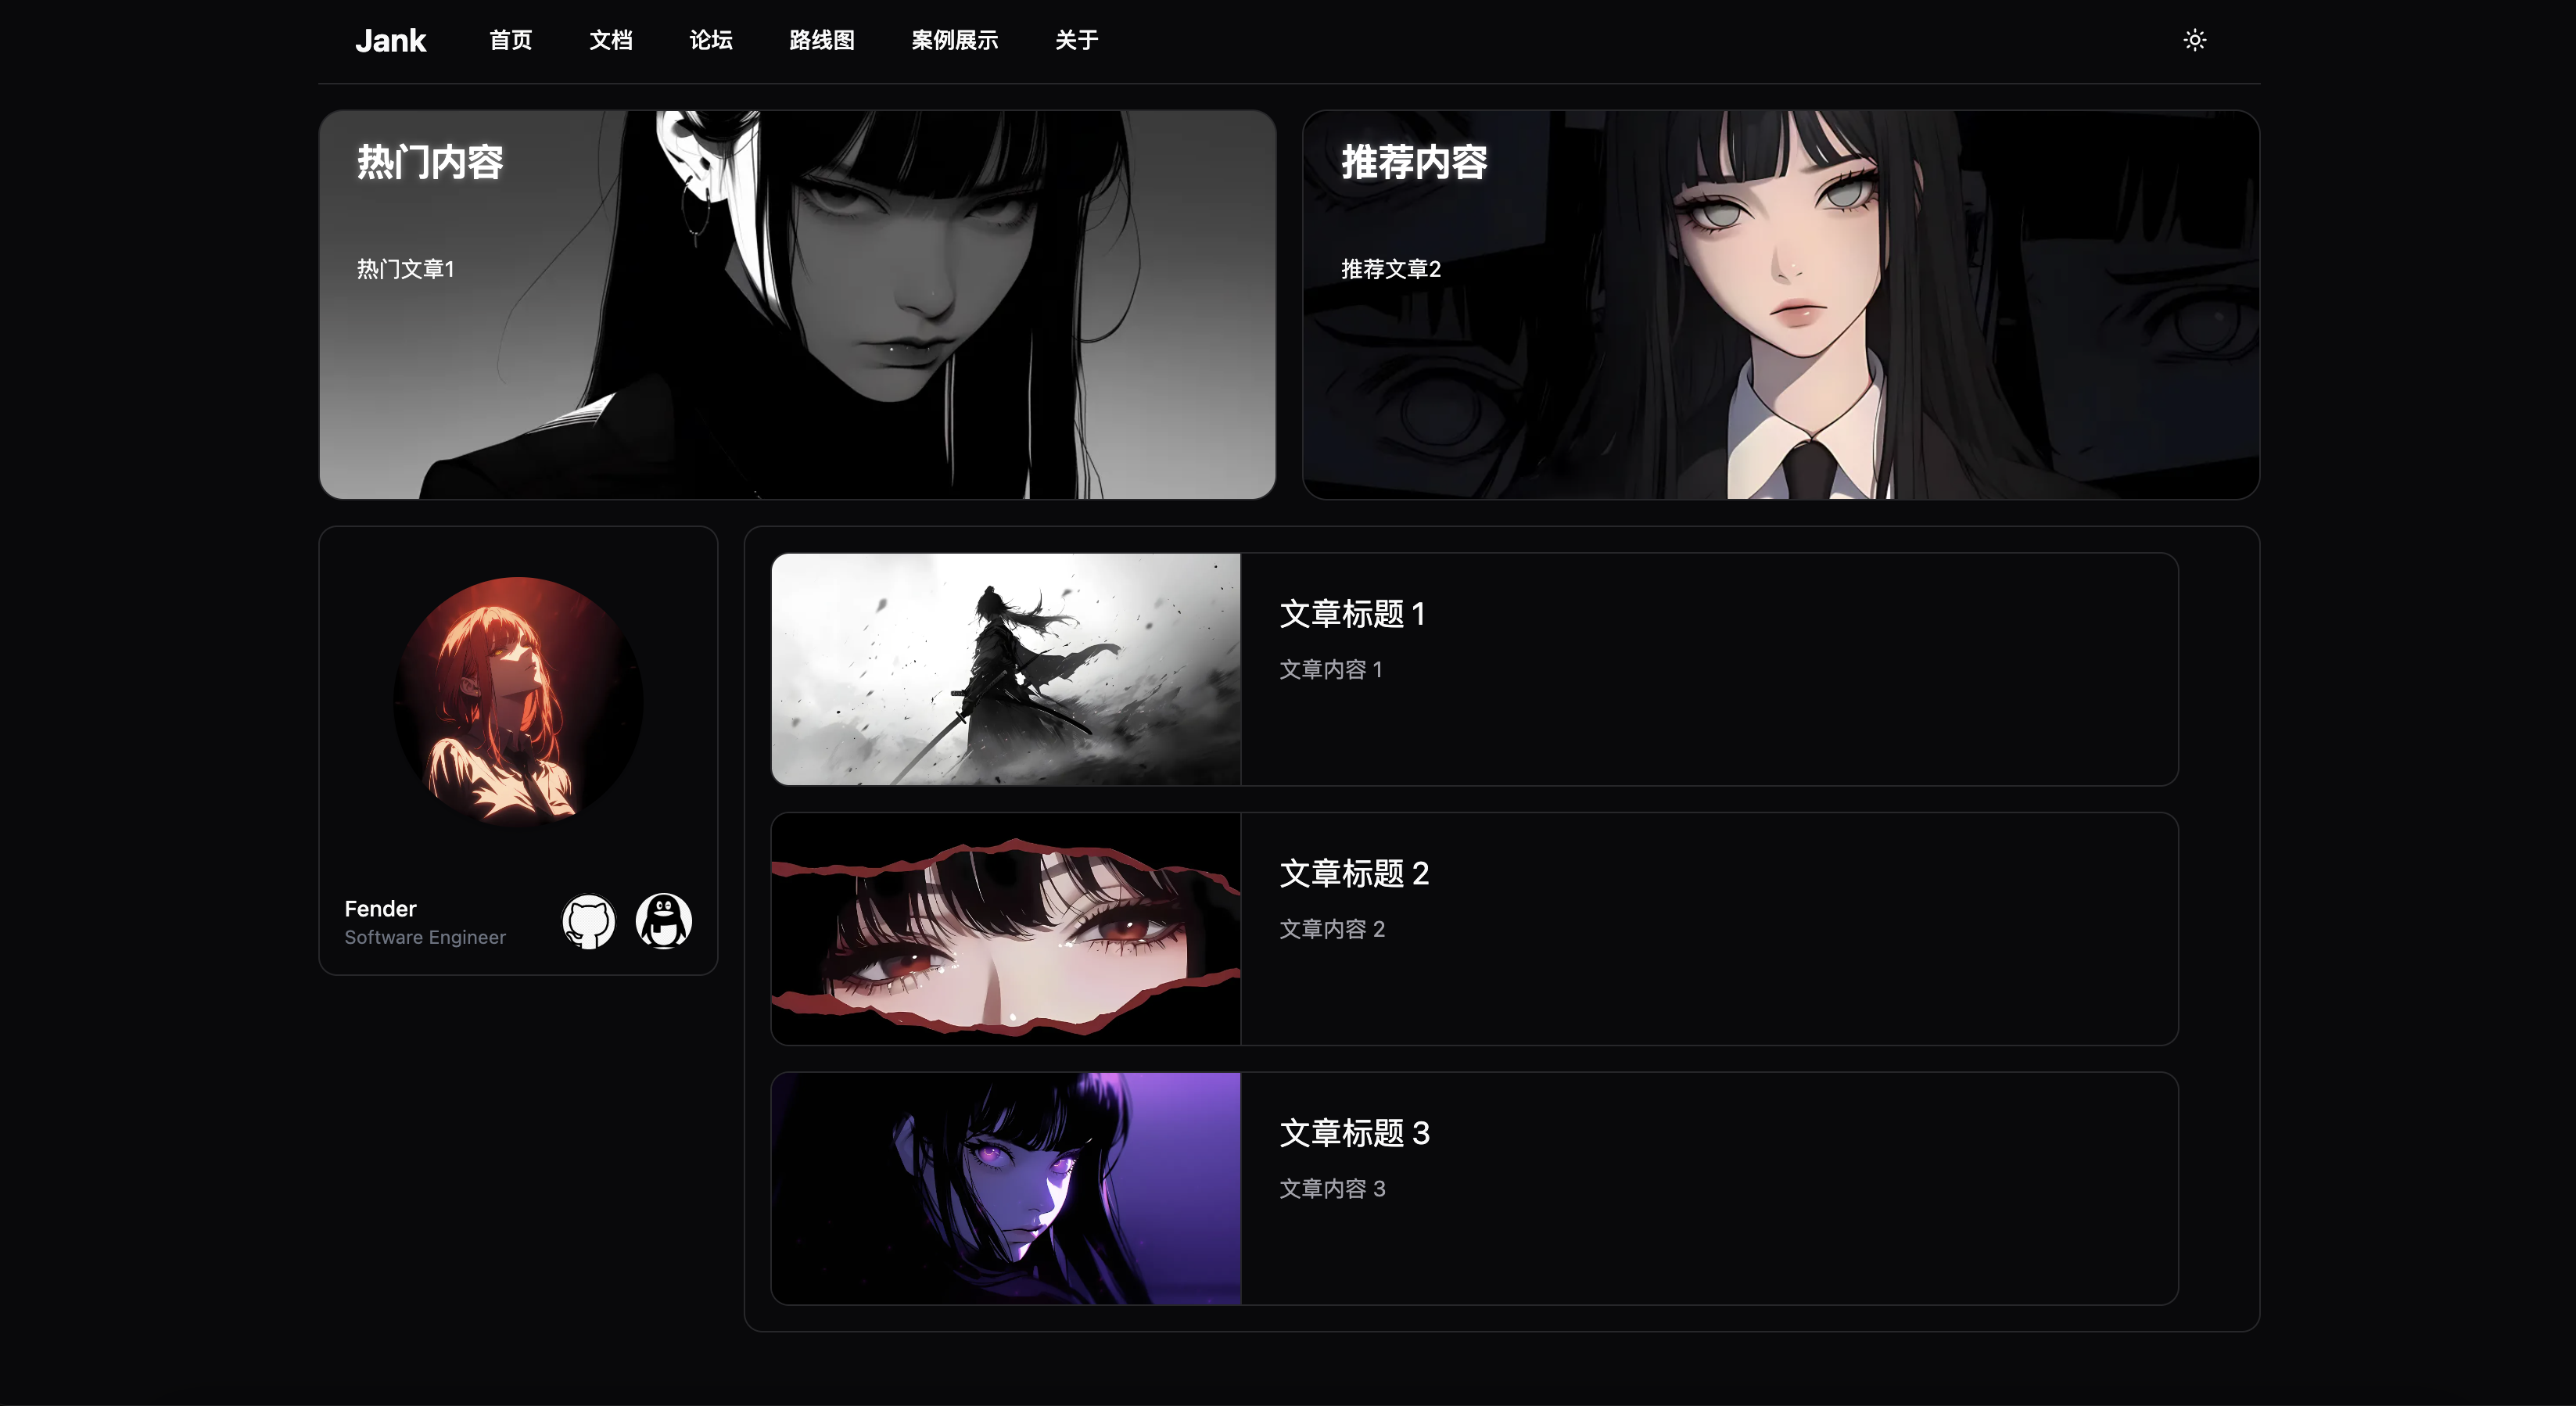 Jank 首页 文档 论坛 路线图 案例展示 关于
热门内容
热门文章1
推荐内容
推荐文章2
Fender
Software Engineer
文章标题 1
文章内容 1
文章标题 2
文章内容 2
文章标题 3
文章内容 3